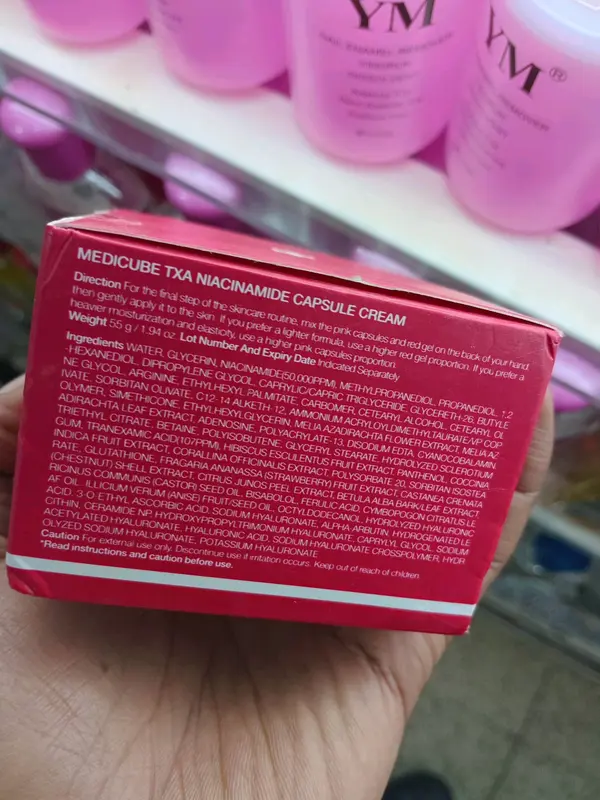 YM
NAIL ENAMEL REMOVER
YM®
REMOVER
MEDICUBE TXA NIACINAMIDE CAPSULE CREAM
Direction For the final step of the skincare routine, mix the pink capsules and red gel on the back of your hand
then gently apply it to the skin. If you prefer a lighter formula, use a higher red gel proportion. If you prefer a
heavier moisturization and elasticity, use a higher pink capsules proportion.
Weight 55 g / 1.94 oz. Lot Number And Expiry Date Indicated Separately
Ingredients WATER, GLYCERIN, NIACINAMIDE(50,000PPM), METHYLPROPANEDIOL, PROPANEDIOL, 1,2
-HEXANEDIOL, DIPROPYLENE GLYCOL, CAPRYLIC/CAPRIC TRIGLYCERIDE, GLYCERETH-26, BUTYLE
NE GLYCOL, ARGININE, ETHYLHEXYL PALMITATE, CARBOMER, CETEARYL ALCOHOL, CETEARYL OL
IVATE, SORBITAN OLIVATE, C12-14 ALKETH-12, AMMONIUM ACRYLOYLDIMETHYLTAURATE/VP COP
OLYMER, SIMETHICONE, ETHYLHEXYLGLYCERIN, MELIA AZADIRACHTA FLOWER EXTRACT, MELIA AZ
ADIRACHTA LEAF EXTRACT, ADENOSINE, POLYACRYLATE-13, DISODIUM EDTA, CYANOCOBALAMIN,
TRIETHYL CITRATE, BETAINE, POLYISOBUTENE, GLYCERYL STEARATE, HYDROLYZED SCLEROTIUM
GUM, TRANEXAMIC ACID(107PPM), HIBISCUS ESCULENTUS FRUIT EXTRACT, PANTHENOL, COCCINIA
INDICA FRUIT EXTRACT, CORALLINA OFFICINALIS EXTRACT, POLYSORBATE 20, SORBITAN ISOSTEA
RATE, GLUTATHIONE, FRAGARIA ANANASSA (STRAWBERRY) FRUIT EXTRACT, CASTANEA CRENATA
(CHESTNUT) SHELL EXTRACT, CITRUS JUNOS PEEL EXTRACT, BETULA ALBA BARK/LEAF EXTRACT,
RICINUS COMMUNIS (CASTOR) SEED OIL, BISABOLOL, FERULIC ACID, CYMBOPOGON CITRATUS LE
AF OIL, ILLICIUM VERUM (ANISE) FRUIT/SEED OIL, OCTYLDODECANOL, HYDROLYZED HYALURONIC
ACID, 3-O ETHYL ASCORBIC ACID, SODIUM HYALURONATE, ALPHA-ARBUTIN, HYDROGENATED LE
CITHIN, CERAMIDE NP, HYDROXYPROPYLTRIMONIUM HYALURONATE, CAPRYLYL GLYCOL, SODIUM
ACETYLATED HYALURONATE, HYALURONIC ACID, SODIUM HYALURONATE CROSSPOLYMER, HYDR
OLYZED SODIUM HYALURONATE, POTASSIUM HYALURONATE
Caution For external use only. Discontinue use if irritation occurs. Keep out of reach of children.
*Read instructions and caution before use.